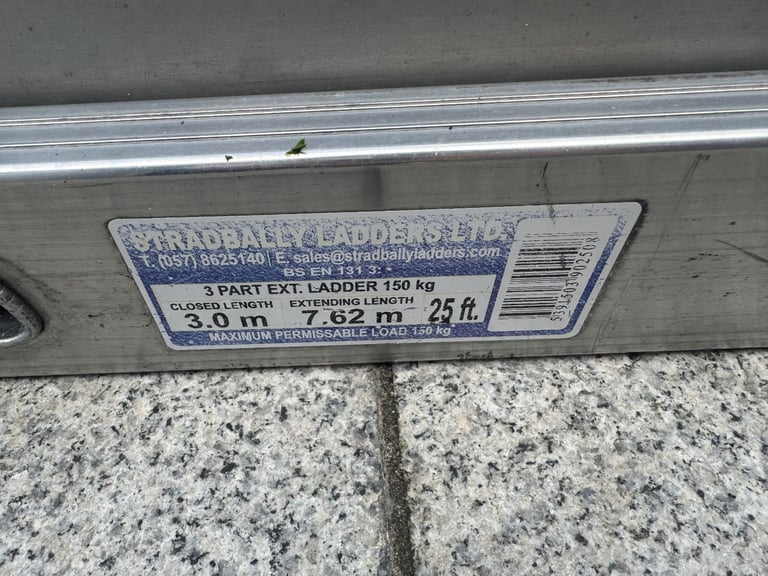 STRADBALLY LADDERS LTD.
T. (057) 8625140 E. sales@stradballyladders.com
BS EN 131 3
3 PART EXT. LADDER 150 kg
CLOSED LENGTH EXTENDING LENGTH
3.0 m 7.62 m 25 ft.
MAXIMUM PERMISSABLE LOAD 150 kg